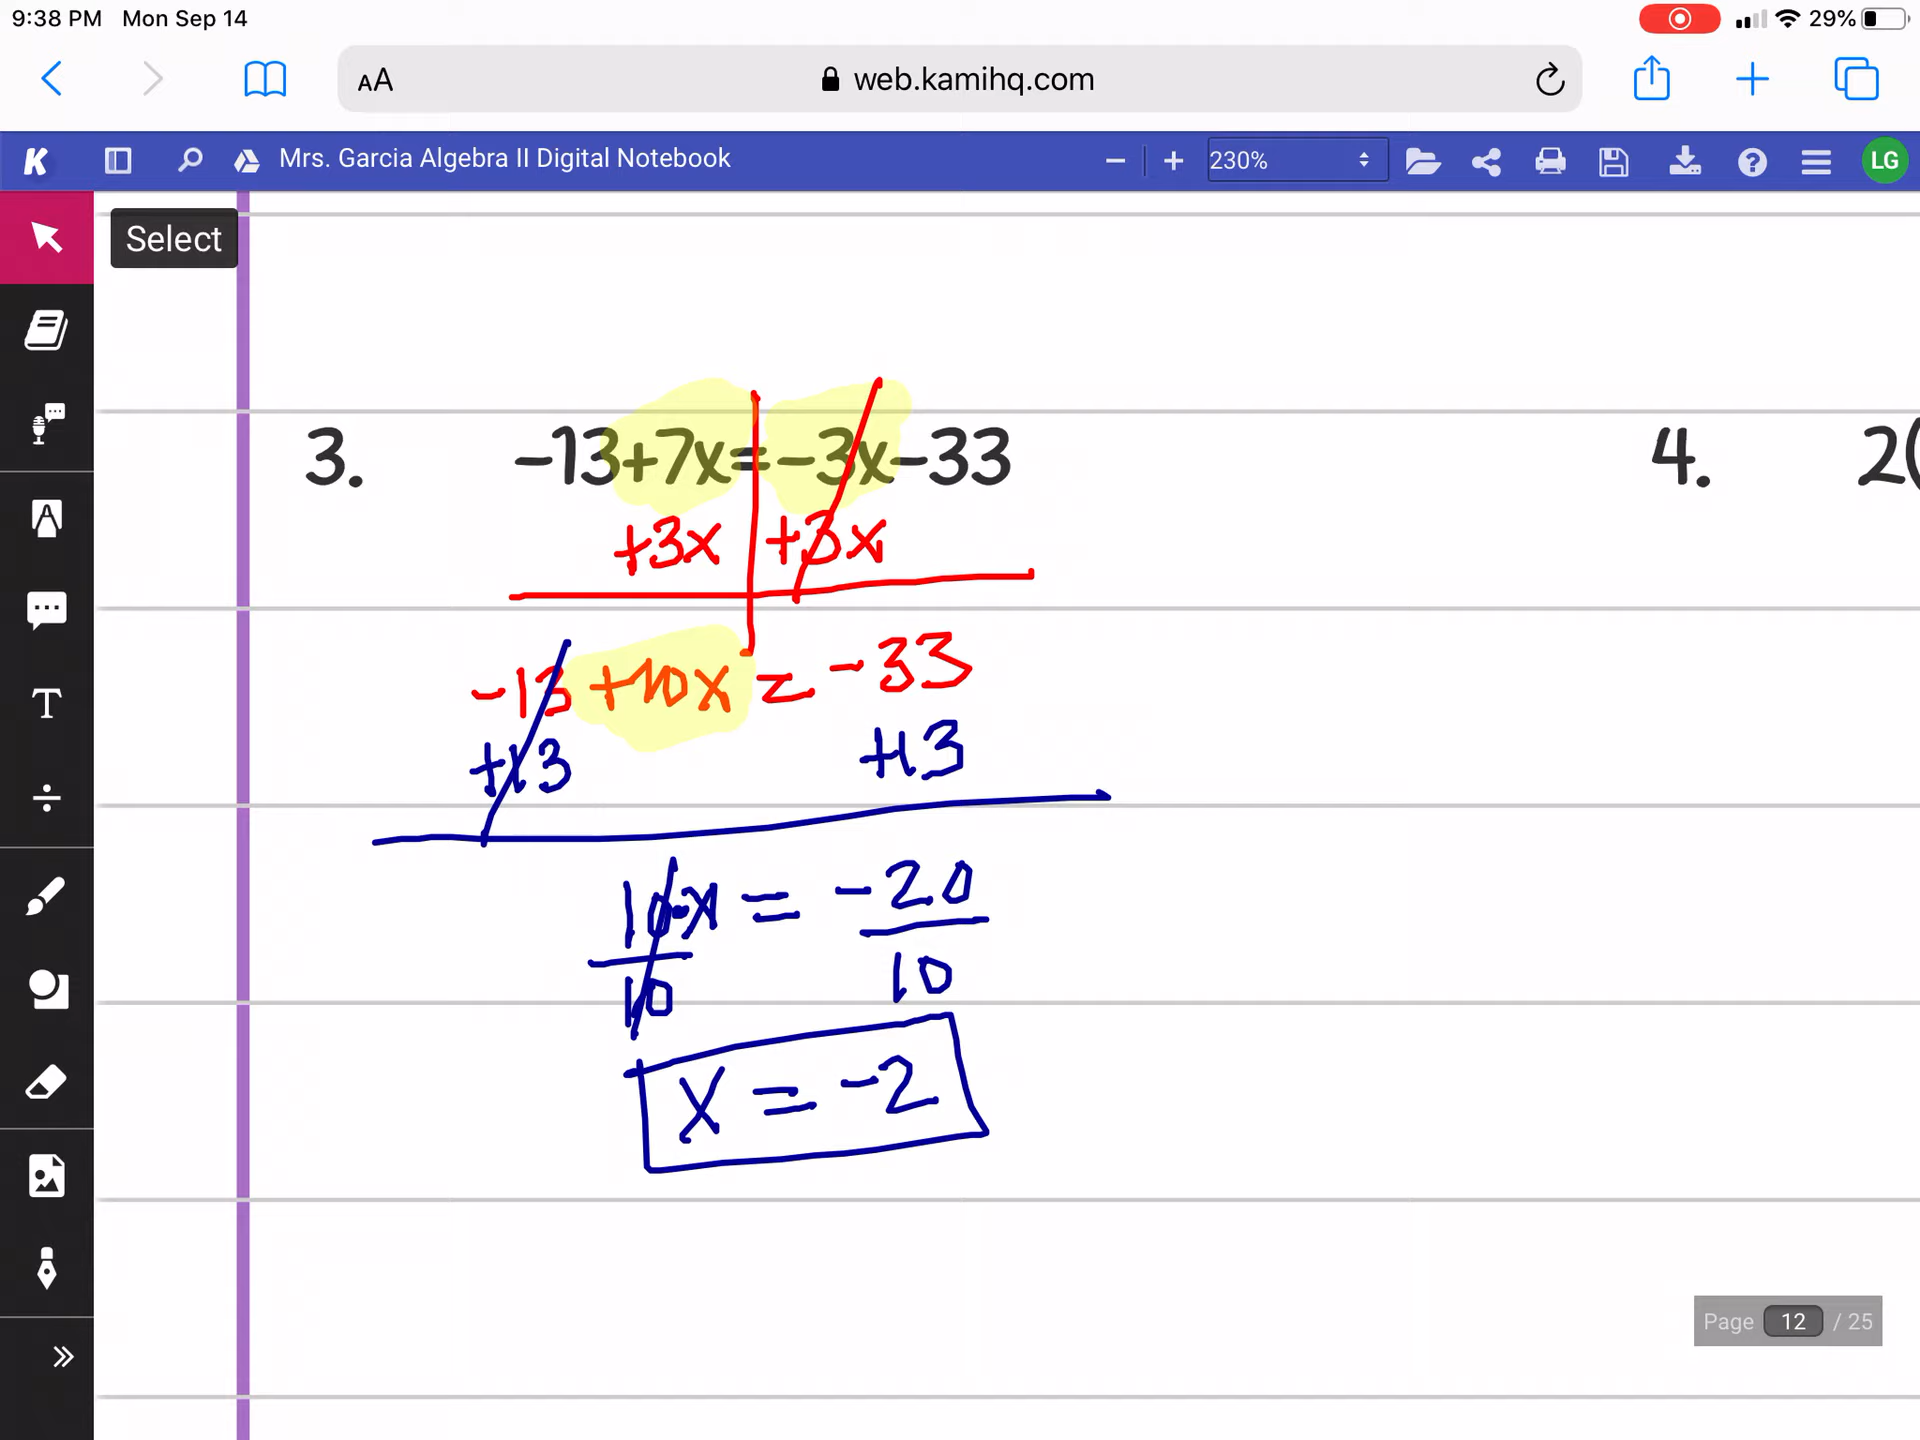 9:38 PM Mon Sep 14
29%
AA
web.kamihq.com
K
Mrs. Garcia Algebra II Digital Notebook
230%
LG
Select
3. -13+7x=-3x-33
4. 2(
+3x +3x
-13 +10x = -33
+13 +13
10·x = -20
10 10
x = -2
Page 12 / 25